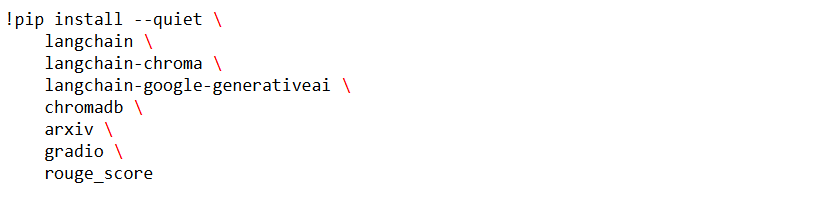 !pip install --quiet \
    langchain \
    langchain-chroma \
    langchain-google-generativeai \
    chromadb \
    arxiv \
    gradio \
    rouge_score